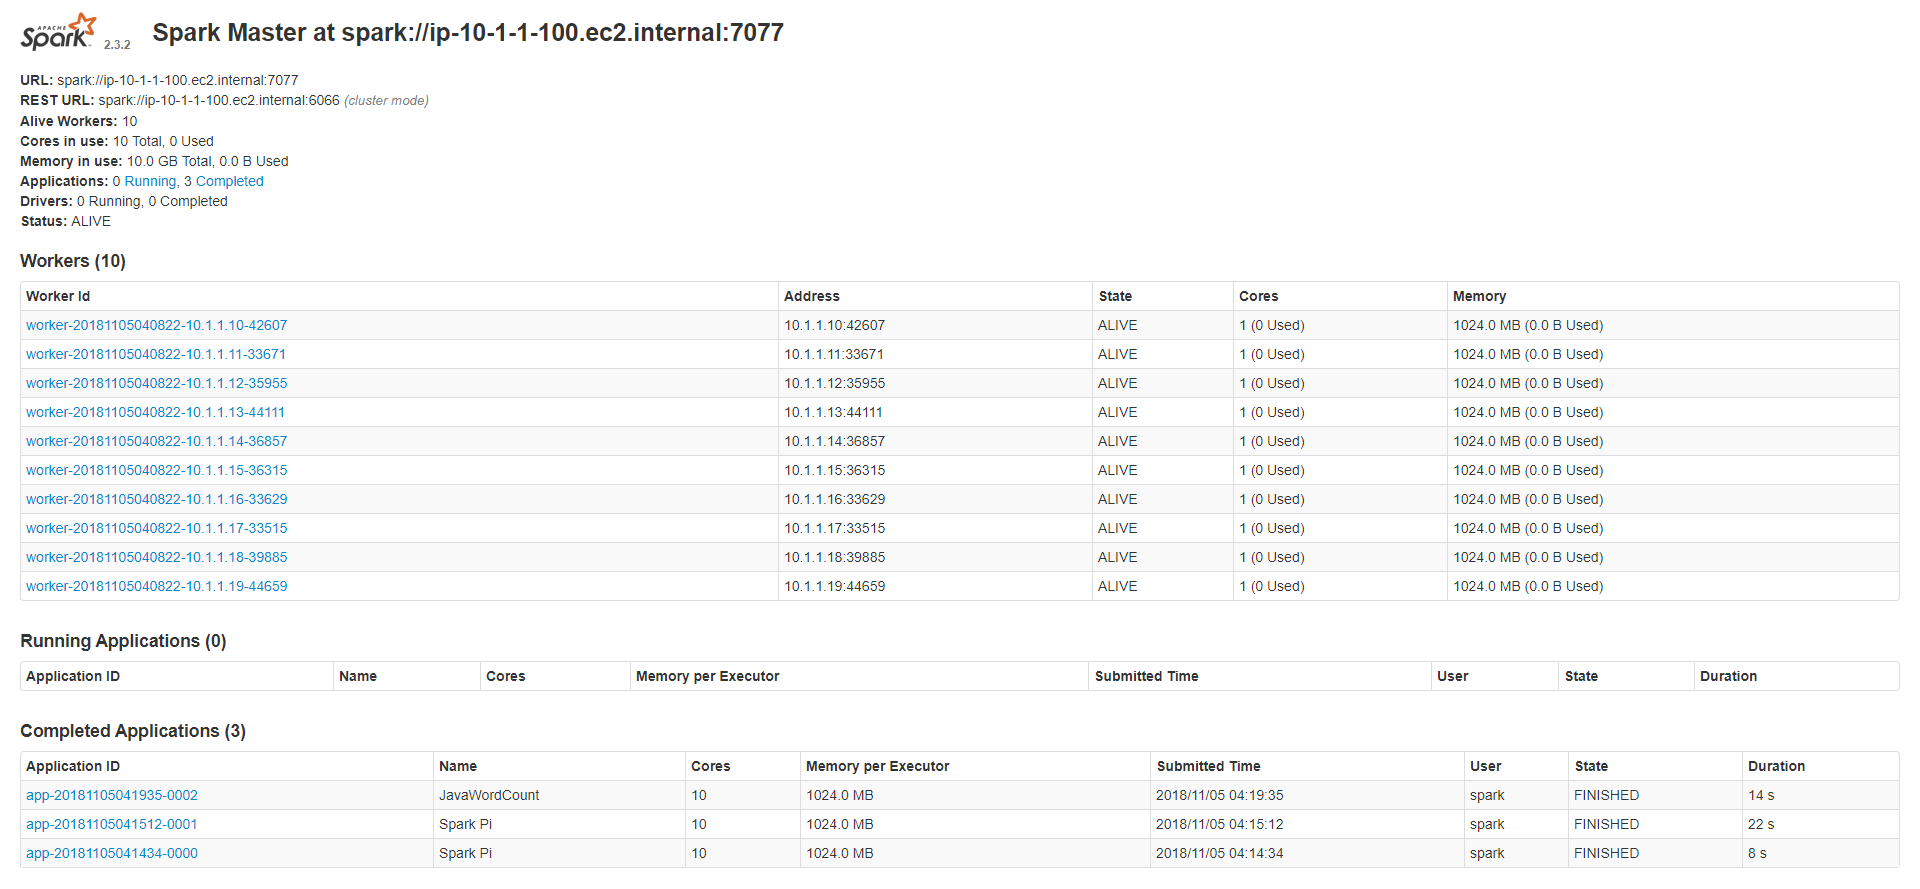 APACHE Spark 2.3.2 Spark Master at spark://ip-10-1-1-100.ec2.internal:7077
URL: spark://ip-10-1-1-100.ec2.internal:7077
REST URL: spark://ip-10-1-1-100.ec2.internal:6066 (cluster mode)
Alive Workers: 10
Cores in use: 10 Total, 0 Used
Memory in use: 10.0 GB Total, 0.0 B Used
Applications: 0 Running, 3 Completed
Drivers: 0 Running, 0 Completed
Status: ALIVE
Workers (10)
Worker Id Address State Cores Memory
worker-20181105040822-10.1.1.10-42607 10.1.1.10:42607 ALIVE 1 (0 Used) 1024.0 MB (0.0 B Used)
worker-20181105040822-10.1.1.11-33671 10.1.1.11:33671 ALIVE 1 (0 Used) 1024.0 MB (0.0 B Used)
worker-20181105040822-10.1.1.12-35955 10.1.1.12:35955 ALIVE 1 (0 Used) 1024.0 MB (0.0 B Used)
worker-20181105040822-10.1.1.13-44111 10.1.1.13:44111 ALIVE 1 (0 Used) 1024.0 MB (0.0 B Used)
worker-20181105040822-10.1.1.14-36857 10.1.1.14:36857 ALIVE 1 (0 Used) 1024.0 MB (0.0 B Used)
worker-20181105040822-10.1.1.15-36315 10.1.1.15:36315 ALIVE 1 (0 Used) 1024.0 MB (0.0 B Used)
worker-20181105040822-10.1.1.16-33629 10.1.1.16:33629 ALIVE 1 (0 Used) 1024.0 MB (0.0 B Used)
worker-20181105040822-10.1.1.17-33515 10.1.1.17:33515 ALIVE 1 (0 Used) 1024.0 MB (0.0 B Used)
worker-20181105040822-10.1.1.18-39885 10.1.1.18:39885 ALIVE 1 (0 Used) 1024.0 MB (0.0 B Used)
worker-20181105040822-10.1.1.19-44659 10.1.1.19:44659 ALIVE 1 (0 Used) 1024.0 MB (0.0 B Used)
Running Applications (0)
Application ID Name Cores Memory per Executor Submitted Time User State Duration
Completed Applications (3)
Application ID Name Cores Memory per Executor Submitted Time User State Duration
app-20181105041935-0002 JavaWordCount 10 1024.0 MB 2018/11/05 04:19:35 spark FINISHED 14 s
app-20181105041512-0001 Spark Pi 10 1024.0 MB 2018/11/05 04:15:12 spark FINISHED 22 s
app-20181105041434-0000 Spark Pi 10 1024.0 MB 2018/11/05 04:14:34 spark FINISHED 8 s